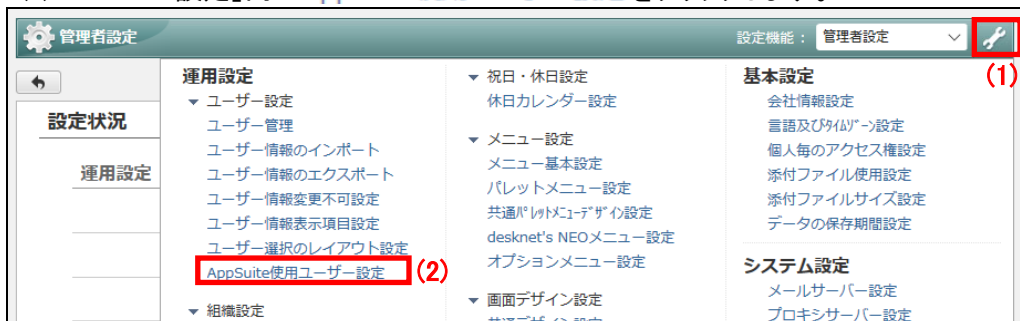 管理者設定
設定機能： 管理者設定
(1)
設定状況
運用設定
運用設定
▼ ユーザー設定
ユーザー管理
ユーザー情報のインポート
ユーザー情報のエクスポート
ユーザー情報変更不可設定
ユーザー情報表示項目設定
ユーザー選択のレイアウト設定
AppSuite使用ユーザー設定
(2)
▼ 組織設定
▼ 祝日・休日設定
休日カレンダー設定
▼ メニュー設定
メニュー基本設定
パレットメニュー設定
共通ﾊﾟﾚｯﾄﾒﾆｭｰﾃﾞｻﾞｲﾝ設定
desknet's NEOメニュー設定
オプションメニュー設定
▼ 画面デザイン設定
基本設定
会社情報設定
言語及びﾀｲﾑｿﾞｰﾝ設定
個人毎のアクセス権設定
添付ファイル使用設定
添付ファイルサイズ設定
データの保存期間設定
システム設定
メールサーバー設定
プロキシサーバー設定